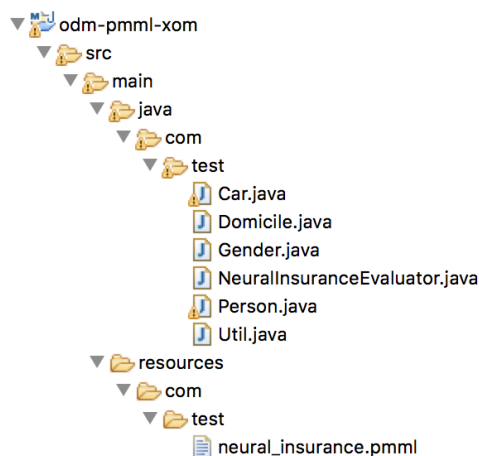 odm-pmml-xom
src
main
java
com
test
Car.java
Domicile.java
Gender.java
NeuralInsuranceEvaluator.java
Person.java
Util.java
resources
com
test
neural_insurance.pmml